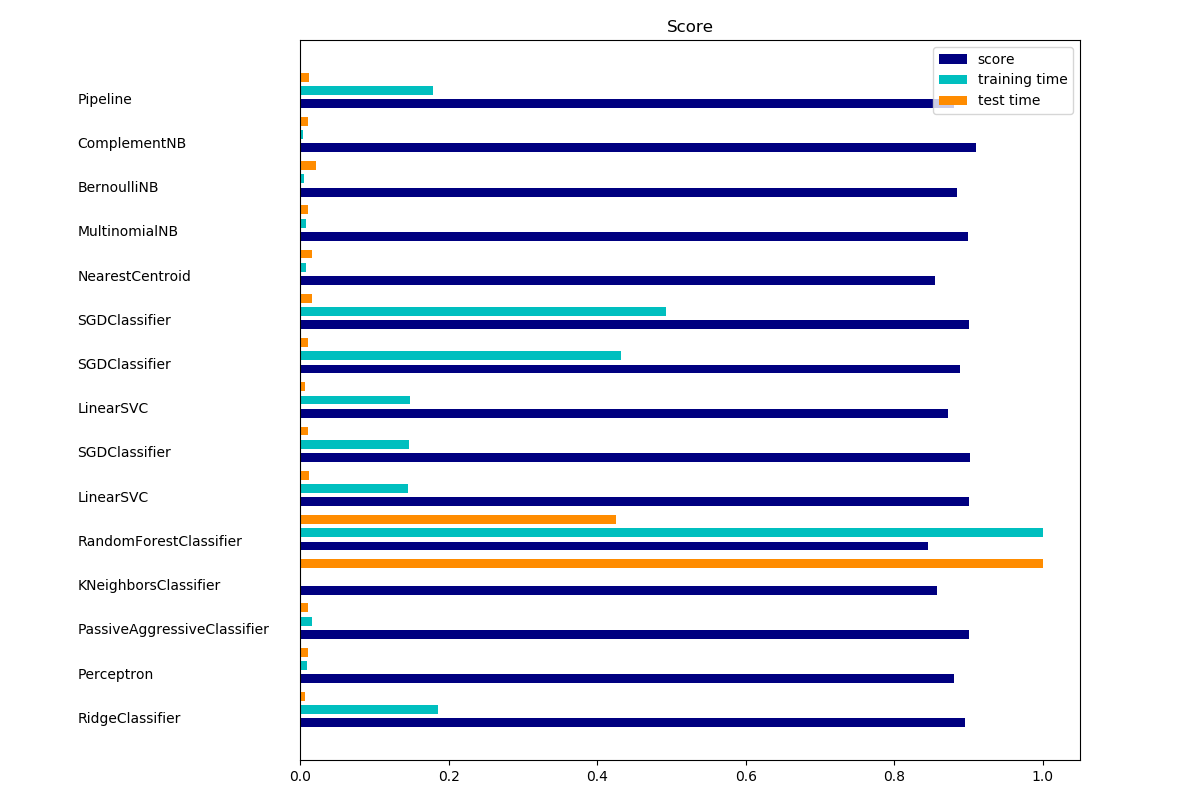 Score
score
training time
test time
Pipeline
ComplementNB
BernoulliNB
MultinomialNB
NearestCentroid
SGDClassifier
SGDClassifier
LinearSVC
SGDClassifier
LinearSVC
RandomForestClassifier
KNeighborsClassifier
PassiveAggressiveClassifier
Perceptron
RidgeClassifier
0.0 0.2 0.4 0.6 0.8 1.0